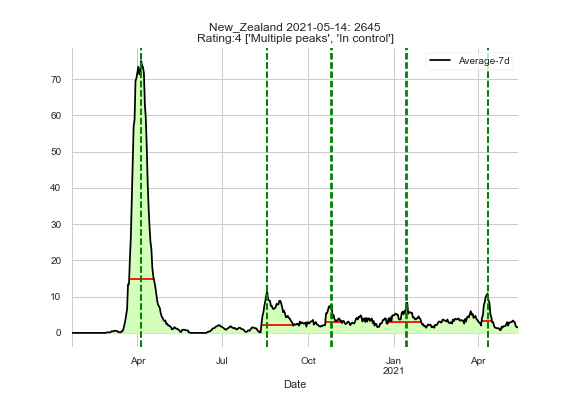 New_Zealand 2021-05-14: 2645
Rating:4 ['Multiple peaks', 'In control']
Average-7d
70
60
50
40
30
20
10
0
Apr Jul Oct Jan Apr
2021
Date